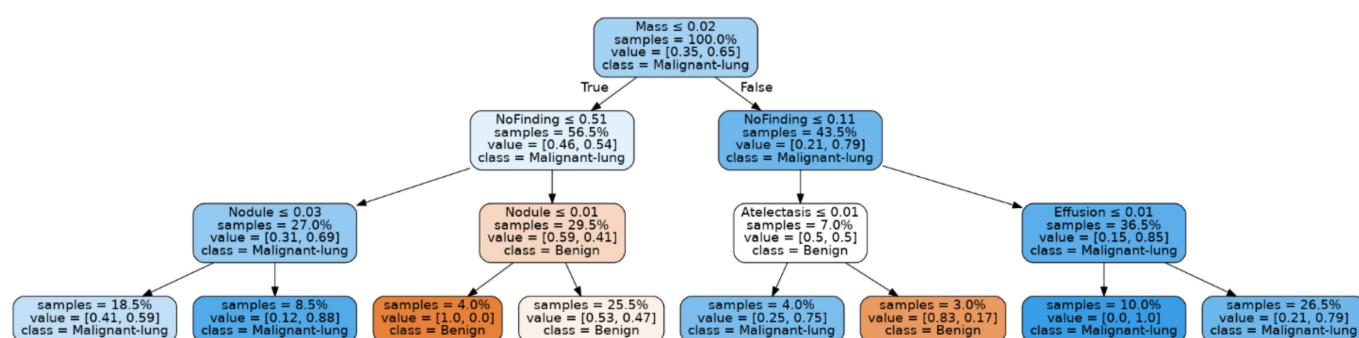 Mass ≤ 0.02
samples = 100.0%
value = [0.35, 0.65]
class = Malignant-lung
True
False
NoFinding ≤ 0.51
samples = 56.5%
value = [0.46, 0.54]
class = Malignant-lung
NoFinding ≤ 0.11
samples = 43.5%
value = [0.21, 0.79]
class = Malignant-lung
Nodule ≤ 0.03
samples = 27.0%
value = [0.31, 0.69]
class = Malignant-lung
Nodule ≤ 0.01
samples = 29.5%
value = [0.59, 0.41]
class = Benign
Atelectasis ≤ 0.01
samples = 7.0%
value = [0.5, 0.5]
class = Benign
Effusion ≤ 0.01
samples = 36.5%
value = [0.15, 0.85]
class = Malignant-lung
samples = 18.5%
value = [0.41, 0.59]
class = Malignant-lung
samples = 8.5%
value = [0.12, 0.88]
class = Malignant-lung
samples = 4.0%
value = [1.0, 0.0]
class = Benign
samples = 25.5%
value = [0.53, 0.47]
class = Benign
samples = 4.0%
value = [0.25, 0.75]
class = Malignant-lung
samples = 3.0%
value = [0.83, 0.17]
class = Benign
samples = 10.0%
value = [0.0, 1.0]
class = Malignant-lung
samples = 26.5%
value = [0.21, 0.79]
class = Malignant-lung